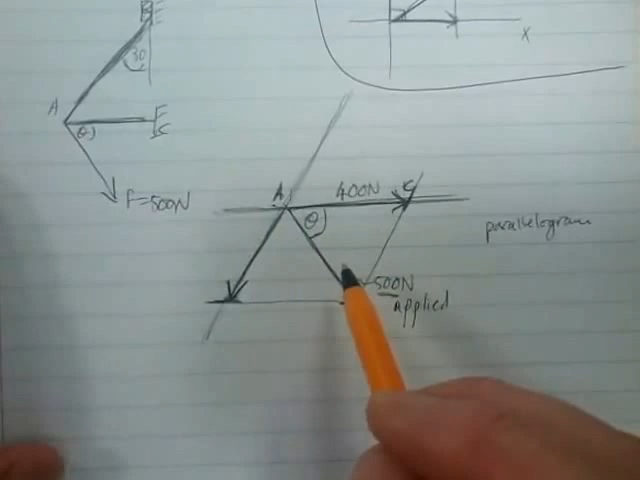 B
30
X
A
θ
C
F=500N
A
400N
C
θ
parallelogram
500N
Applied